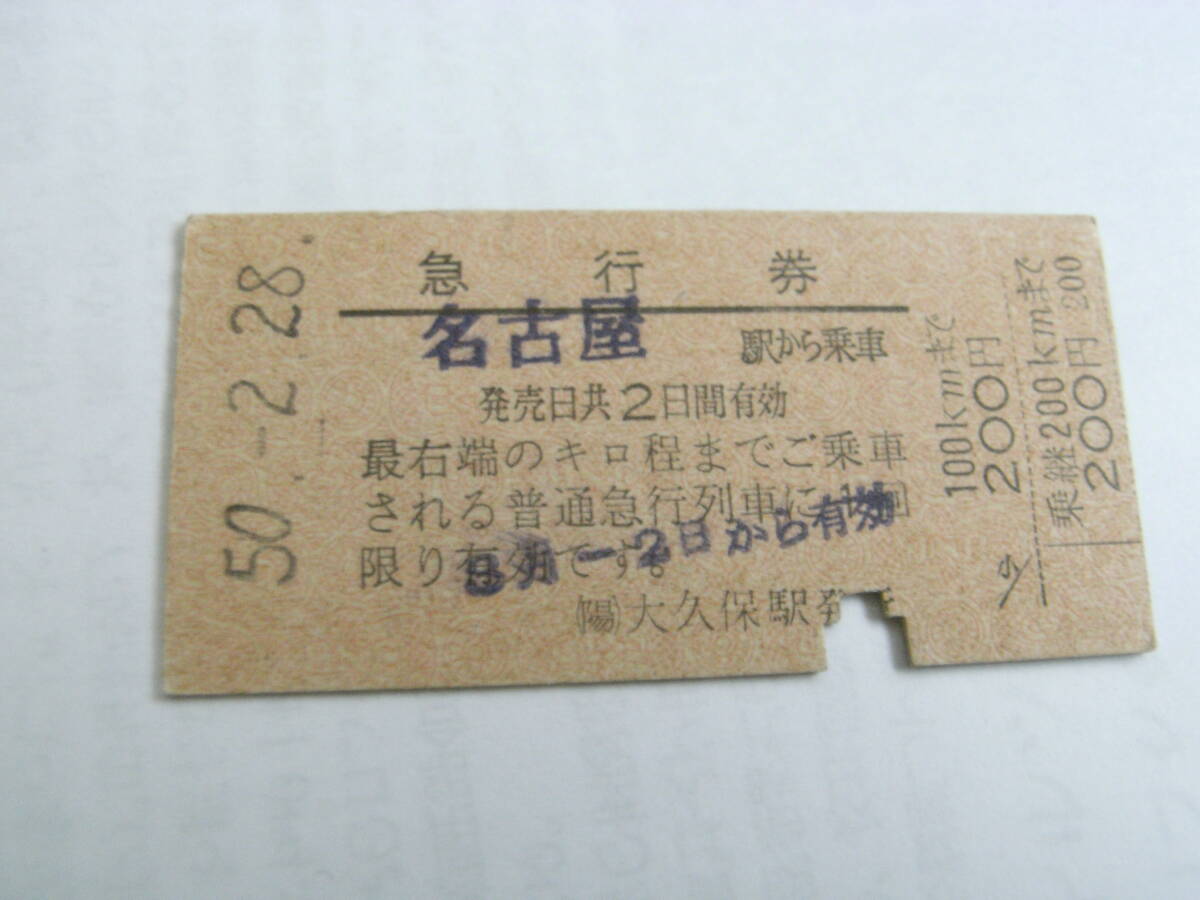 急行券
名古屋 駅から乗車
発売日共2日間有効
最右端のキロ程までご乗車
される普通急行列車に1回
限り有効です。
-2日から有効
(陽)大久保駅発
50.-2.28.
100kmまで
200円
乗継200kmまで
200円 200